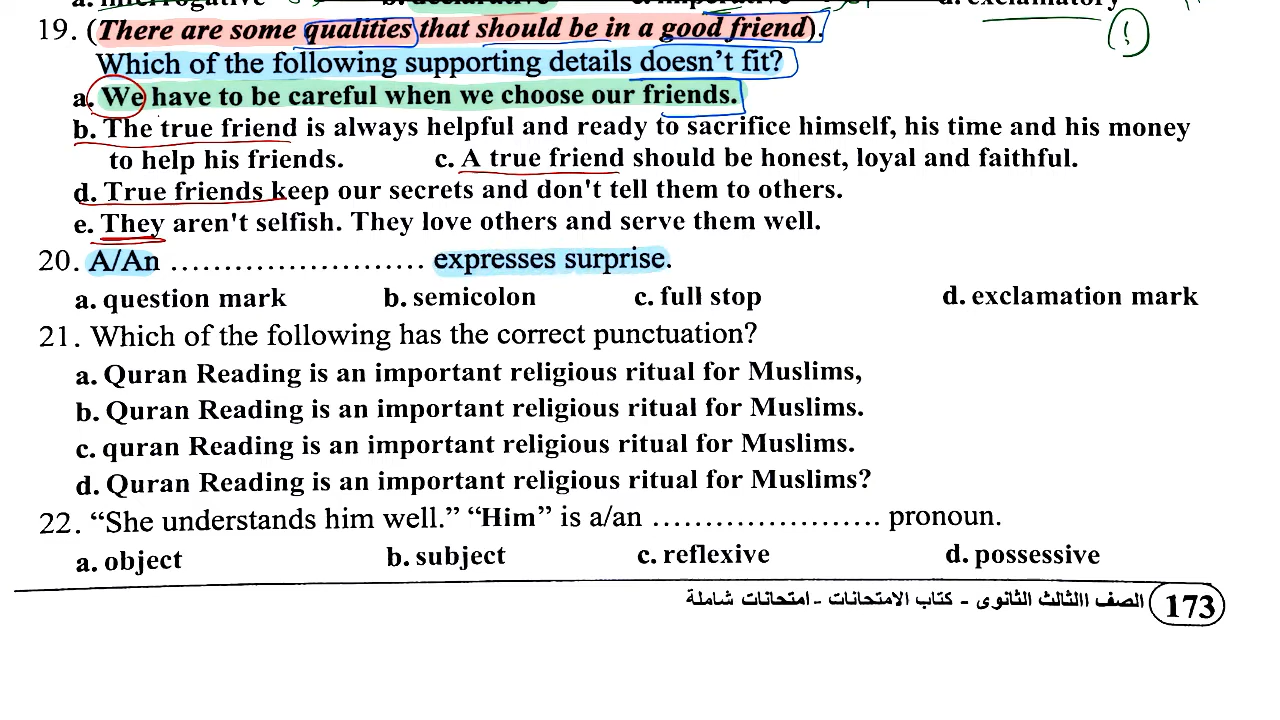 a. interrogative b. declarative c. imperative d. exclamatory
19. (There are some qualities that should be in a good friend).
Which of the following supporting details doesn't fit?
a. We have to be careful when we choose our friends.
b. The true friend is always helpful and ready to sacrifice himself, his time and his money
to help his friends. c. A true friend should be honest, loyal and faithful.
d. True friends keep our secrets and don't tell them to others.
e. They aren't selfish. They love others and serve them well.
20. A/An ........................ expresses surprise.
a. question mark b. semicolon c. full stop d. exclamation mark
21. Which of the following has the correct punctuation?
a. Quran Reading is an important religious ritual for Muslims,
b. Quran Reading is an important religious ritual for Muslims.
c. quran Reading is an important religious ritual for Muslims.
d. Quran Reading is an important religious ritual for Muslims?
22. “She understands him well.” “Him” is a/an ...................... pronoun.
a. object b. subject c. reflexive d. possessive
الصف االثالث الثانوى - كتاب الامتحانات - امتحانات شاملة 173
!